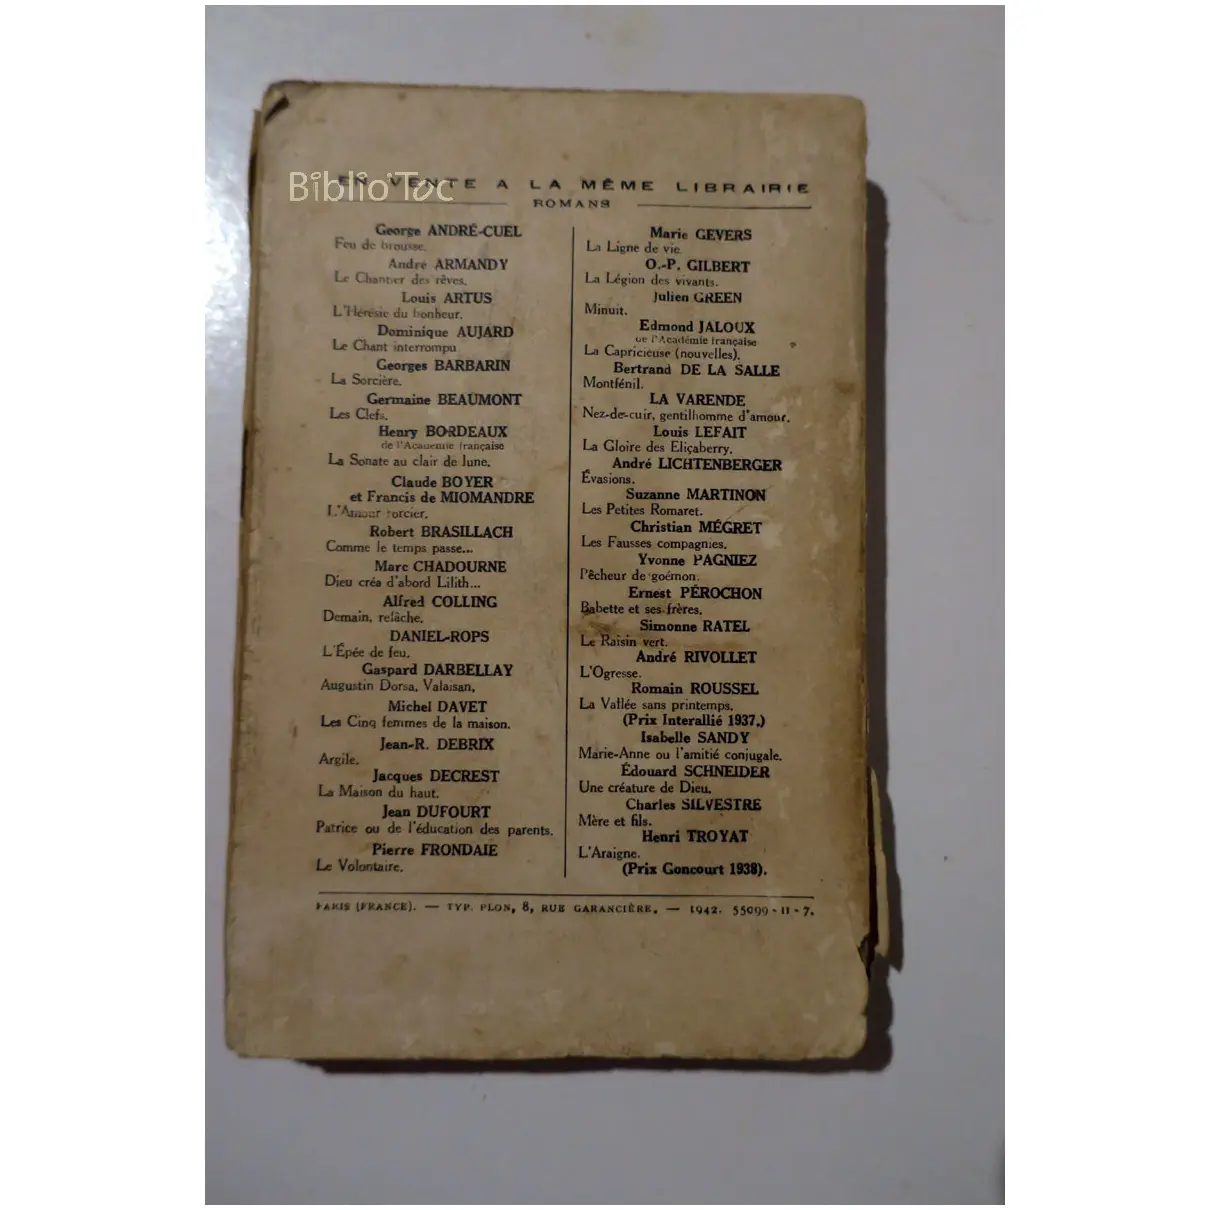 Biblio'Toc
EN VENTE A LA MÊME LIBRAIRIE
ROMANS
George ANDRÉ-CUEL
Feu de brousse.
André ARMANDY
Le Chantier des rêves.
Louis ARTUS
L'Hérésie du bonheur.
Dominique AUJARD
Le Chant interrompu
Georges BARBARIN
La Sorcière.
Germaine BEAUMONT
Les Clefs.
Henry BORDEAUX
de l'Académie française
La Sonate au clair de lune.
Claude BOYER
et Francis de MIOMANDRE
L'Amour sorcier.
Robert BRASILLACH
Comme le temps passe...
Marc CHADOURNE
Dieu créa d'abord Lilith...
Alfred COLLING
Demain, relâche.
DANIEL-ROPS
L'Épée de feu.
Gaspard DARBELLAY
Augustin Dorsa, Valaisan.
Michel DAVET
Les Cinq femmes de la maison.
Jean-R. DEBRIX
Argile.
Jacques DECREST
La Maison du haut.
Jean DUFOURT
Patrice ou de l'éducation des parents.
Pierre FRONDAIE
Le Volontaire.
Marie GEVERS
La Ligne de vie
O.-P. GILBERT
La Légion des vivants.
Julien GREEN
Minuit.
Edmond JALOUX
de l'Académie française
La Capricieuse (nouvelles).
Bertrand DE LA SALLE
Montfénil.
LA VARENDE
Nez-de-cuir, gentilhomme d'amour.
Louis LEFAIT
La Gloire des Eliçaberry.
André LICHTENBERGER
Évasions.
Suzanne MARTINON
Les Petites Romaret.
Christian MÉGRET
Les Fausses compagnies.
Yvonne PAGNIEZ
Pêcheur de goémon.
Ernest PÉROCHON
Babette et ses frères.
Simonne RATEL
Le Raisin vert.
André RIVOLLET
L'Ogresse.
Romain ROUSSEL
La Vallée sans printemps.
(Prix Interallié 1937.)
Isabelle SANDY
Marie-Anne ou l'amitié conjugale.
Édouard SCHNEIDER
Une créature de Dieu.
Charles SILVESTRE
Mère et fils.
Henri TROYAT
L'Araigne.
(Prix Goncourt 1938).
PARIS (FRANCE). — TYP. PLON, 8, RUE GARANCIÈRE. — 1942. 55099-11-7.